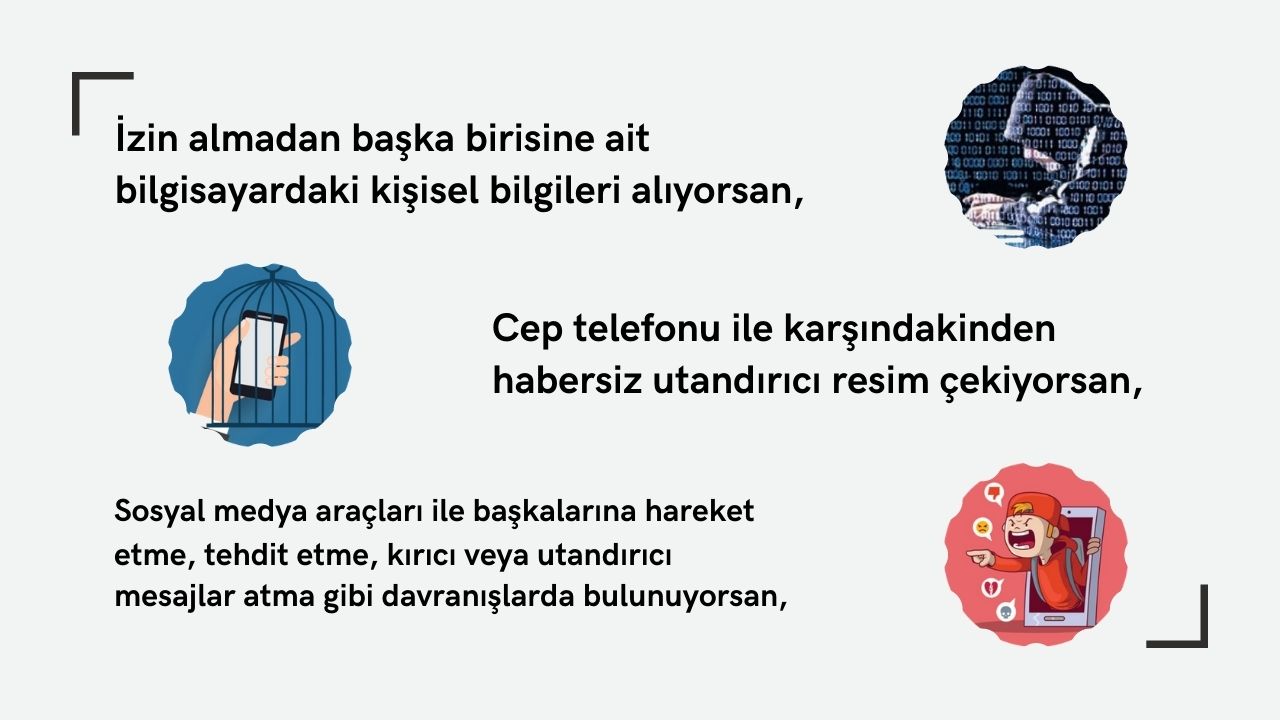 İzin almadan başka birisine ait
bilgisayardaki kişisel bilgileri alıyorsan,
Cep telefonu ile karşındakinden
habersiz utandırıcı resim çekiyorsan,
Sosyal medya araçları ile başkalarına hareket
etme, tehdit etme, kırıcı veya utandırıcı
mesajlar atma gibi davranışlarda bulunuyorsan,